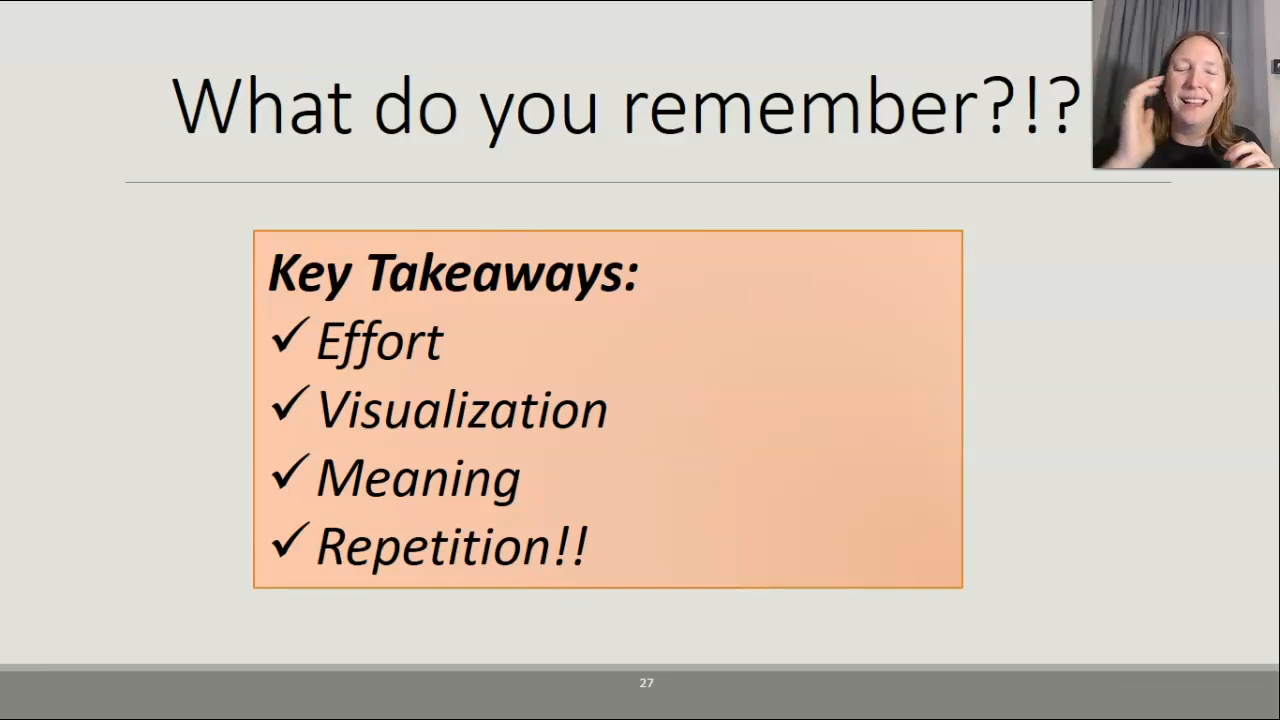 What do you remember?!?
Key Takeaways:
✓ Effort
✓ Visualization
✓ Meaning
✓ Repetition!!
27